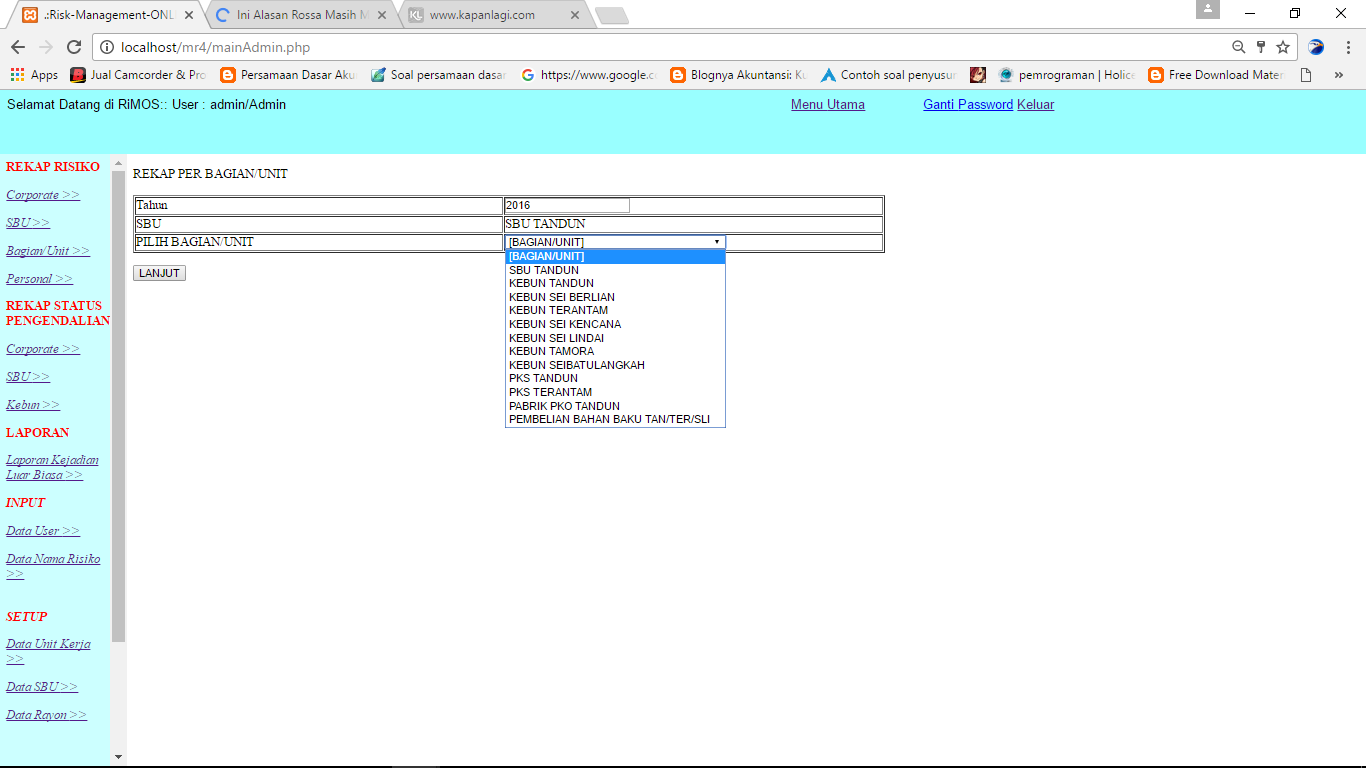 .:Risk-Management-ONL
Ini Alasan Rossa Masih M
KL www.kapanlagi.com
localhost/mr4/mainAdmin.php
Apps
Jual Camcorder & Pro
Persamaan Dasar Aku
Soal persamaan dasar
https://www.google.c
Blognya Akuntansi: Ku
Contoh soal penyusun
pemrograman | Holice
Free Download Mater
»
Selamat Datang di RiMOS:: User : admin/Admin
Menu Utama
Ganti Password Keluar
REKAP RISIKO
Corporate >>
SBU >>
Bagian/Unit >>
Personal >>
REKAP STATUS
PENGENDALIAN
Corporate >>
SBU >>
Kebun >>
LAPORAN
Laporan Kejadian
Luar Biasa >>
INPUT
Data User >>
Data Nama Risiko
>>
SETUP
Data Unit Kerja
>>
Data SBU >>
Data Rayon >>
REKAP PER BAGIAN/UNIT
Tahun 2016
SBU SBU TANDUN
PILIH BAGIAN/UNIT [BAGIAN/UNIT]
[BAGIAN/UNIT]
SBU TANDUN
KEBUN TANDUN
KEBUN SEI BERLIAN
KEBUN TERANTAM
KEBUN SEI KENCANA
KEBUN SEI LINDAI
KEBUN TAMORA
KEBUN SEIBATULANGKAH
PKS TANDUN
PKS TERANTAM
PABRIK PKO TANDUN
PEMBELIAN BAHAN BAKU TAN/TER/SLI
LANJUT